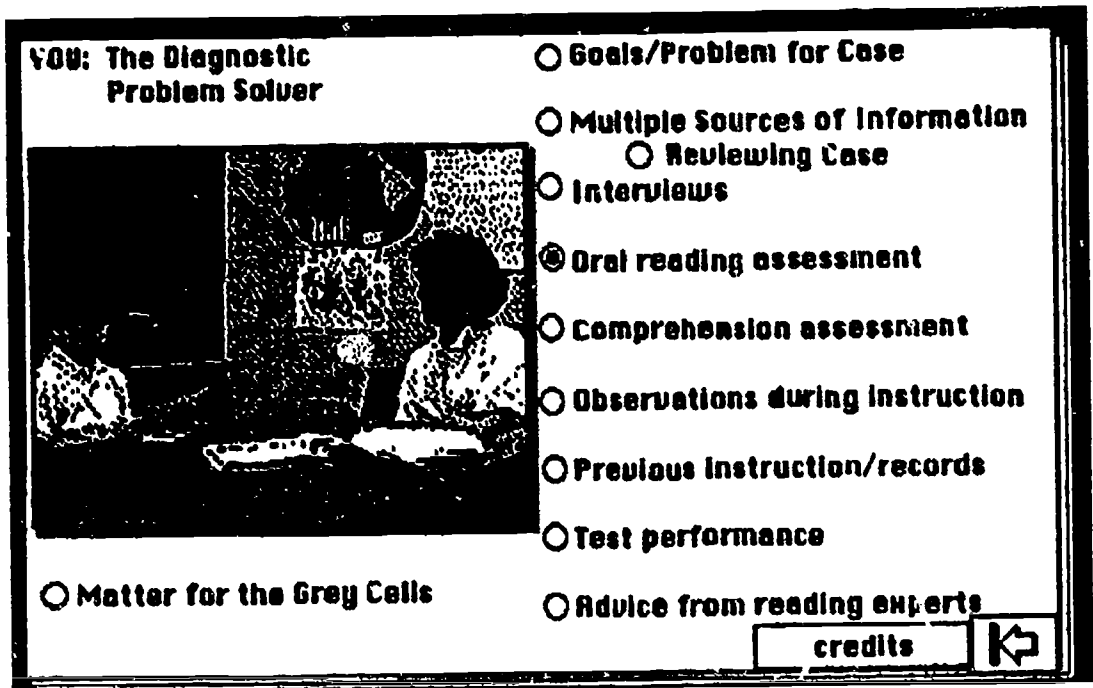 YOU: The Diagnostic
Problem Solver
Goals/Problem for Case
Multiple Sources of Information
Reviewing Case
Interviews
Oral reading assessment
Comprehension assessment
Observations during instruction
Previous instruction/records
Test performance
Matter for the Grey Cells
Advice from reading experts
credits